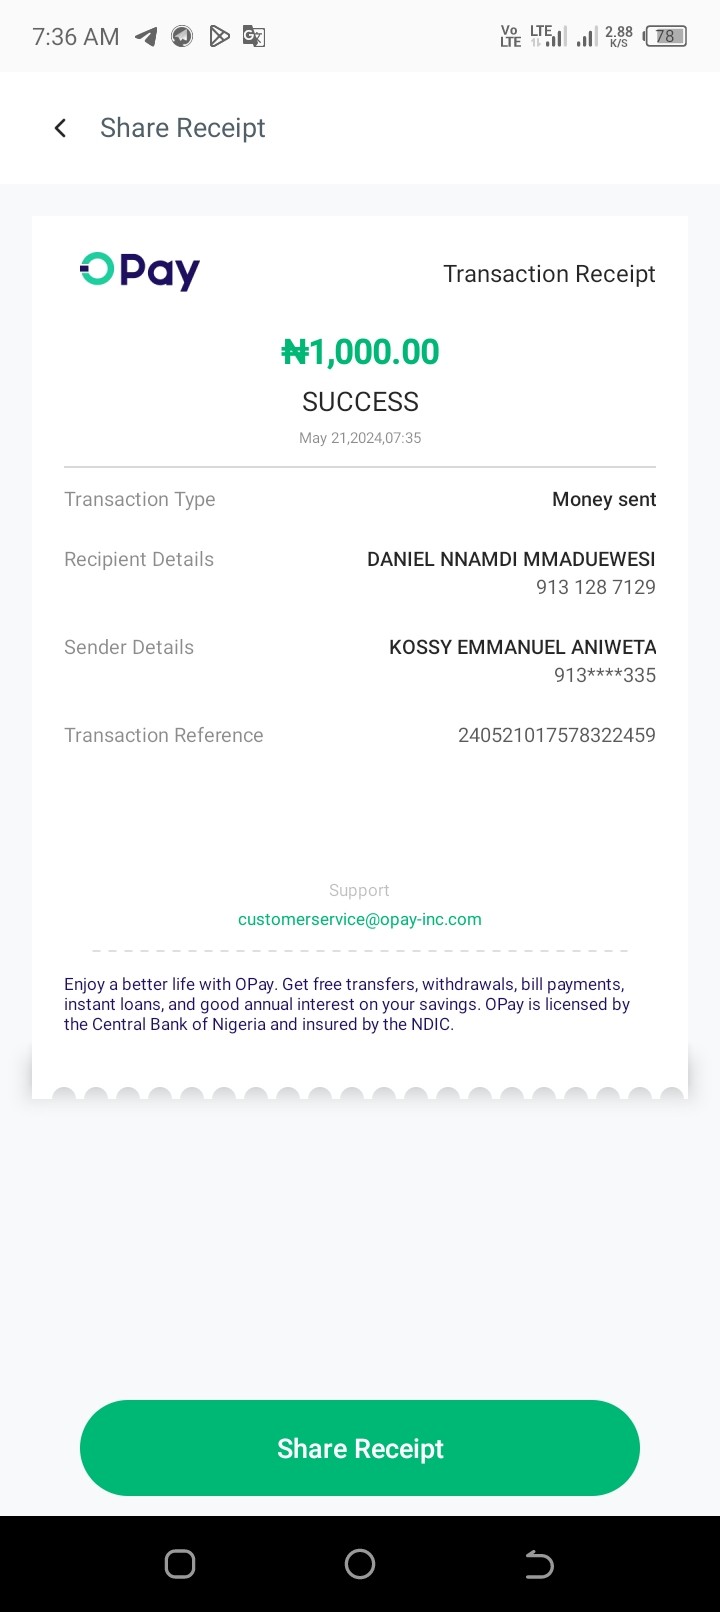 7:36 AM
Vo LTE LTE 2.88 K/S 78
Share Receipt
OPay
Transaction Receipt
₦1,000.00
SUCCESS
May 21,2024,07:35
Transaction Type Money sent
Recipient Details DANIEL NNAMDI MMADUEWESI
913 128 7129
Sender Details KOSSY EMMANUEL ANIWETA
913****335
Transaction Reference 240521017578322459
Support
customerservice@opay-inc.com
Enjoy a better life with OPay. Get free transfers, withdrawals, bill payments,
instant loans, and good annual interest on your savings. OPay is licensed by
the Central Bank of Nigeria and insured by the NDIC.
Share Receipt